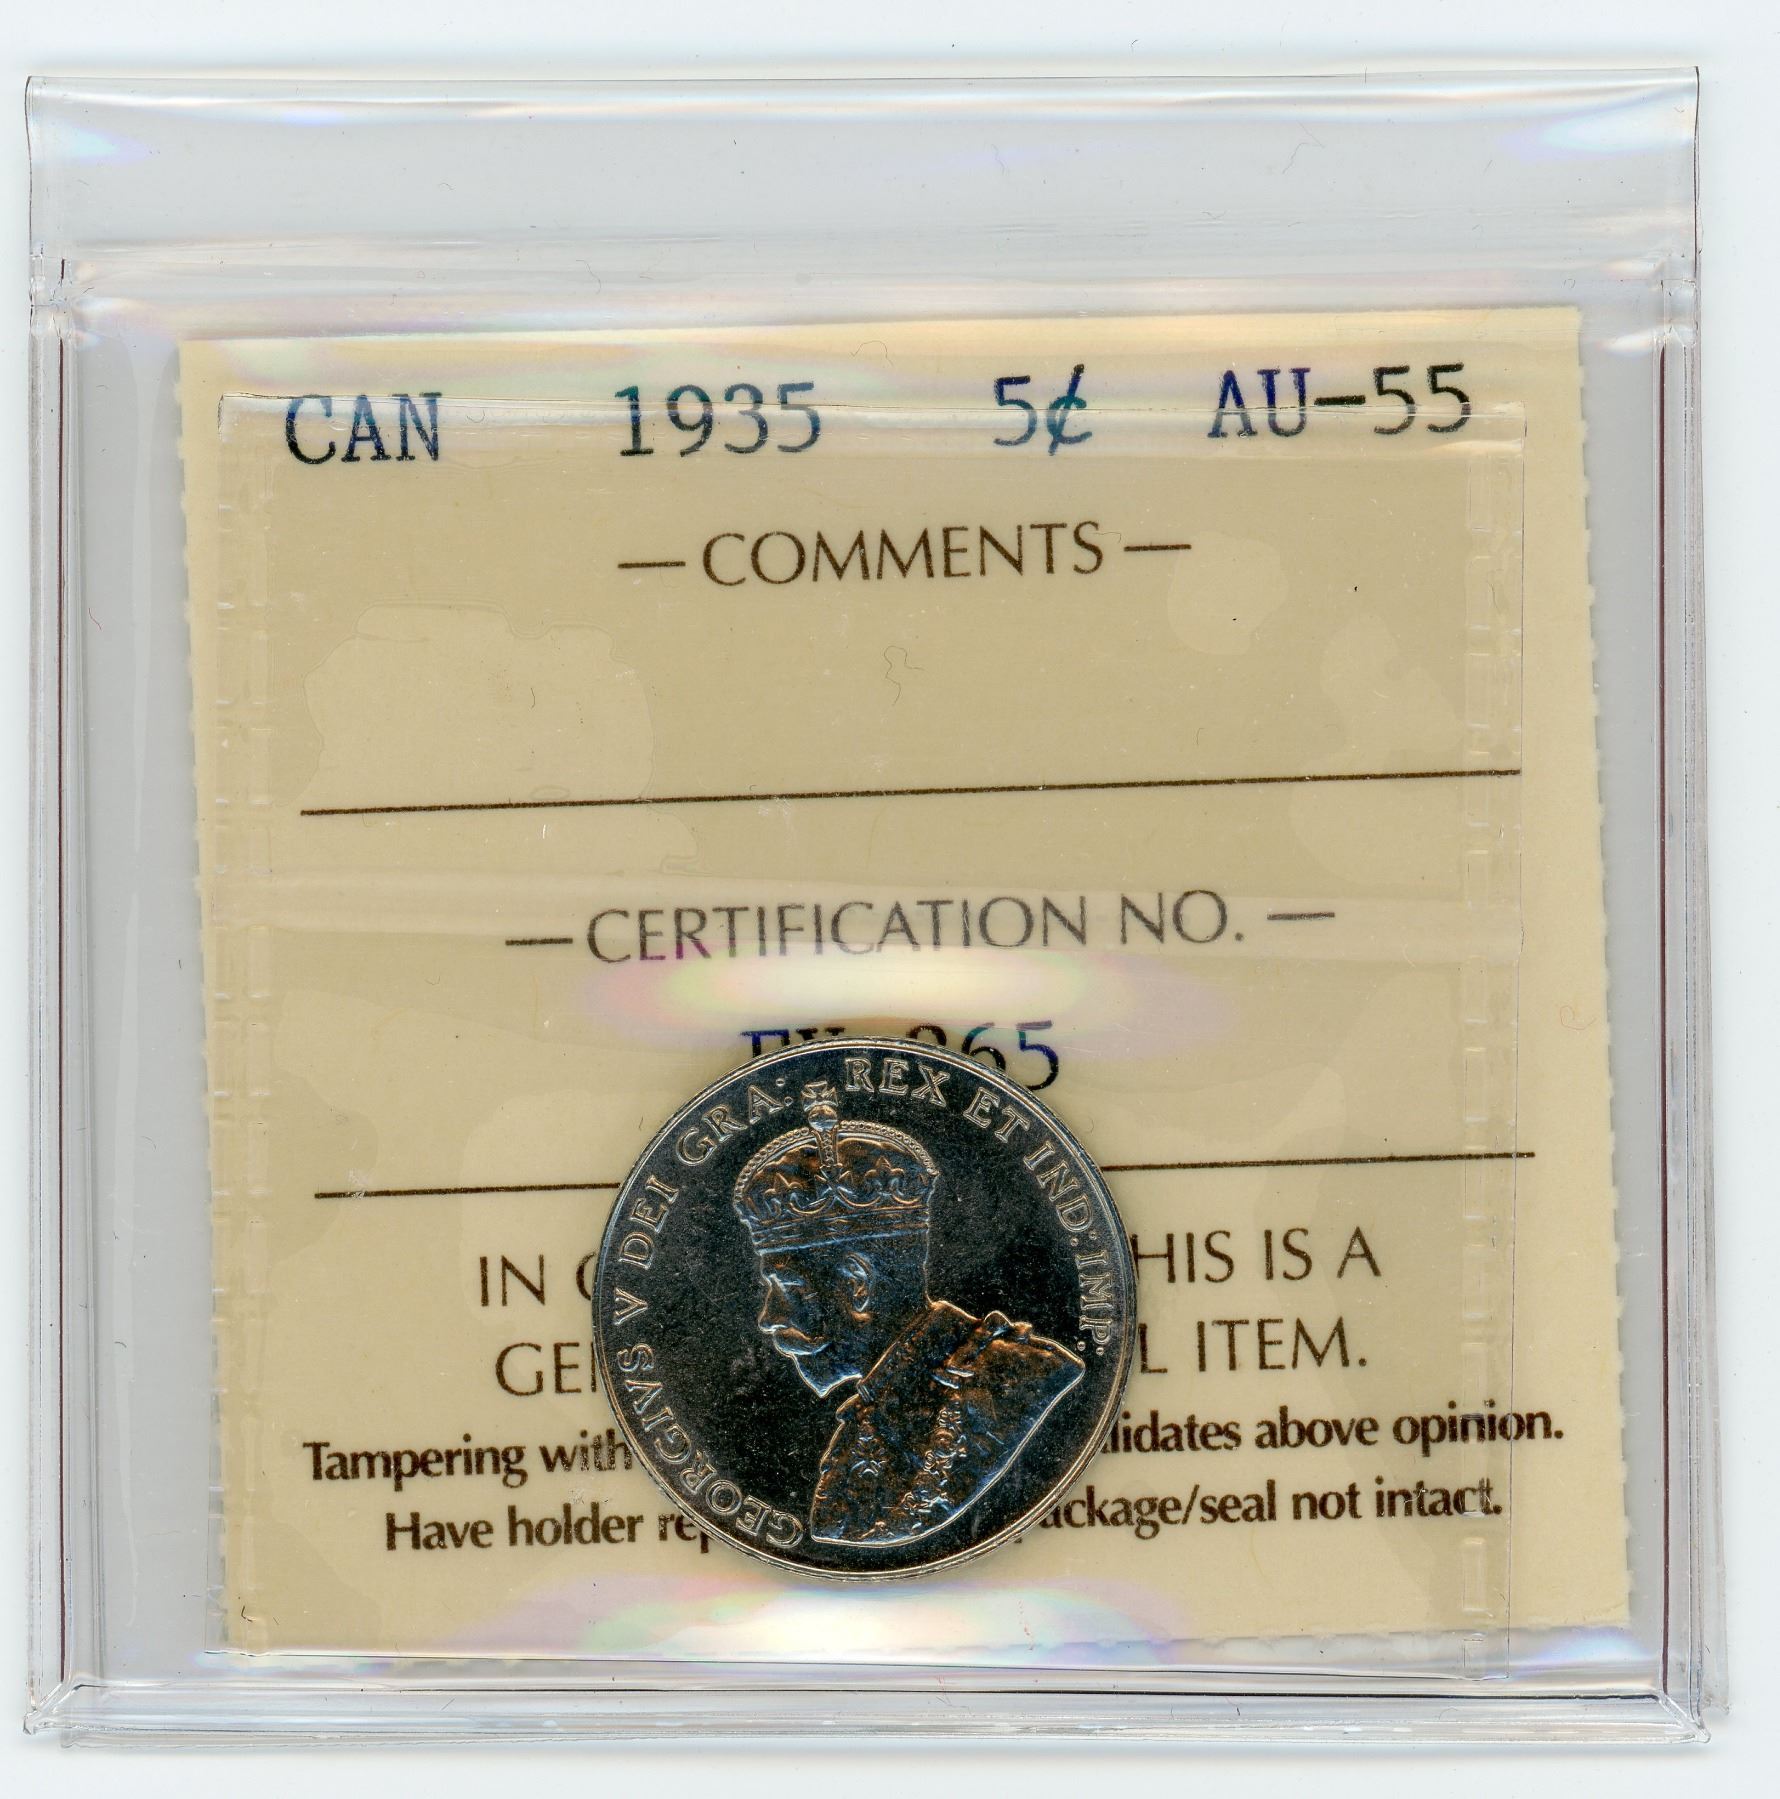 CAN 1935 5¢ AU-55
— COMMENTS —
— CERTIFICATION NO. —
365
IN HIS IS A
GE L ITEM.
Tampering with lidates above opinion.
Have holder re ackage/seal not intact.
GEORGIVS V DEI GRA: REX ET IND: IMP: